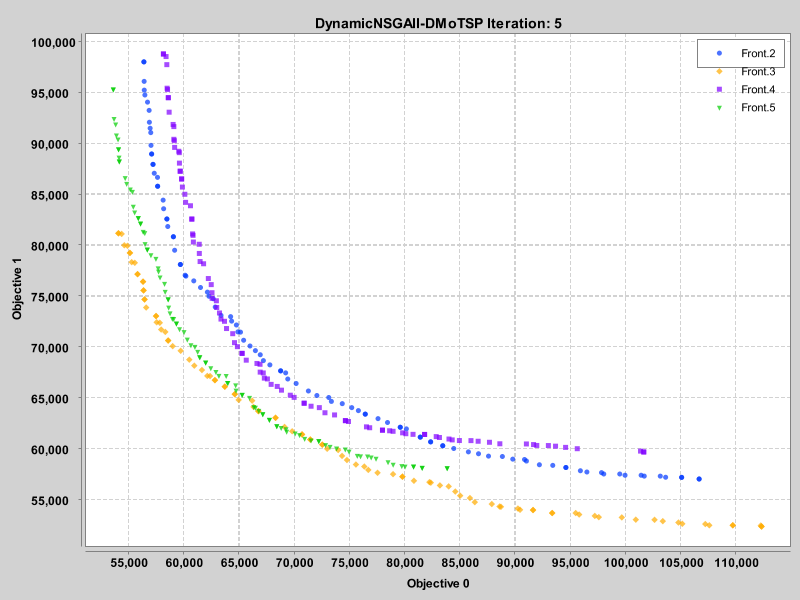 DynamicNSGAII-DMoTSP Iteration: 5
Front.2
Front.3
Front.4
Front.5
100,000
95,000
90,000
85,000
80,000
75,000
70,000
65,000
60,000
55,000
Objective 1
55,000 60,000 65,000 70,000 75,000 80,000 85,000 90,000 95,000 100,000 105,000 110,000
Objective 0